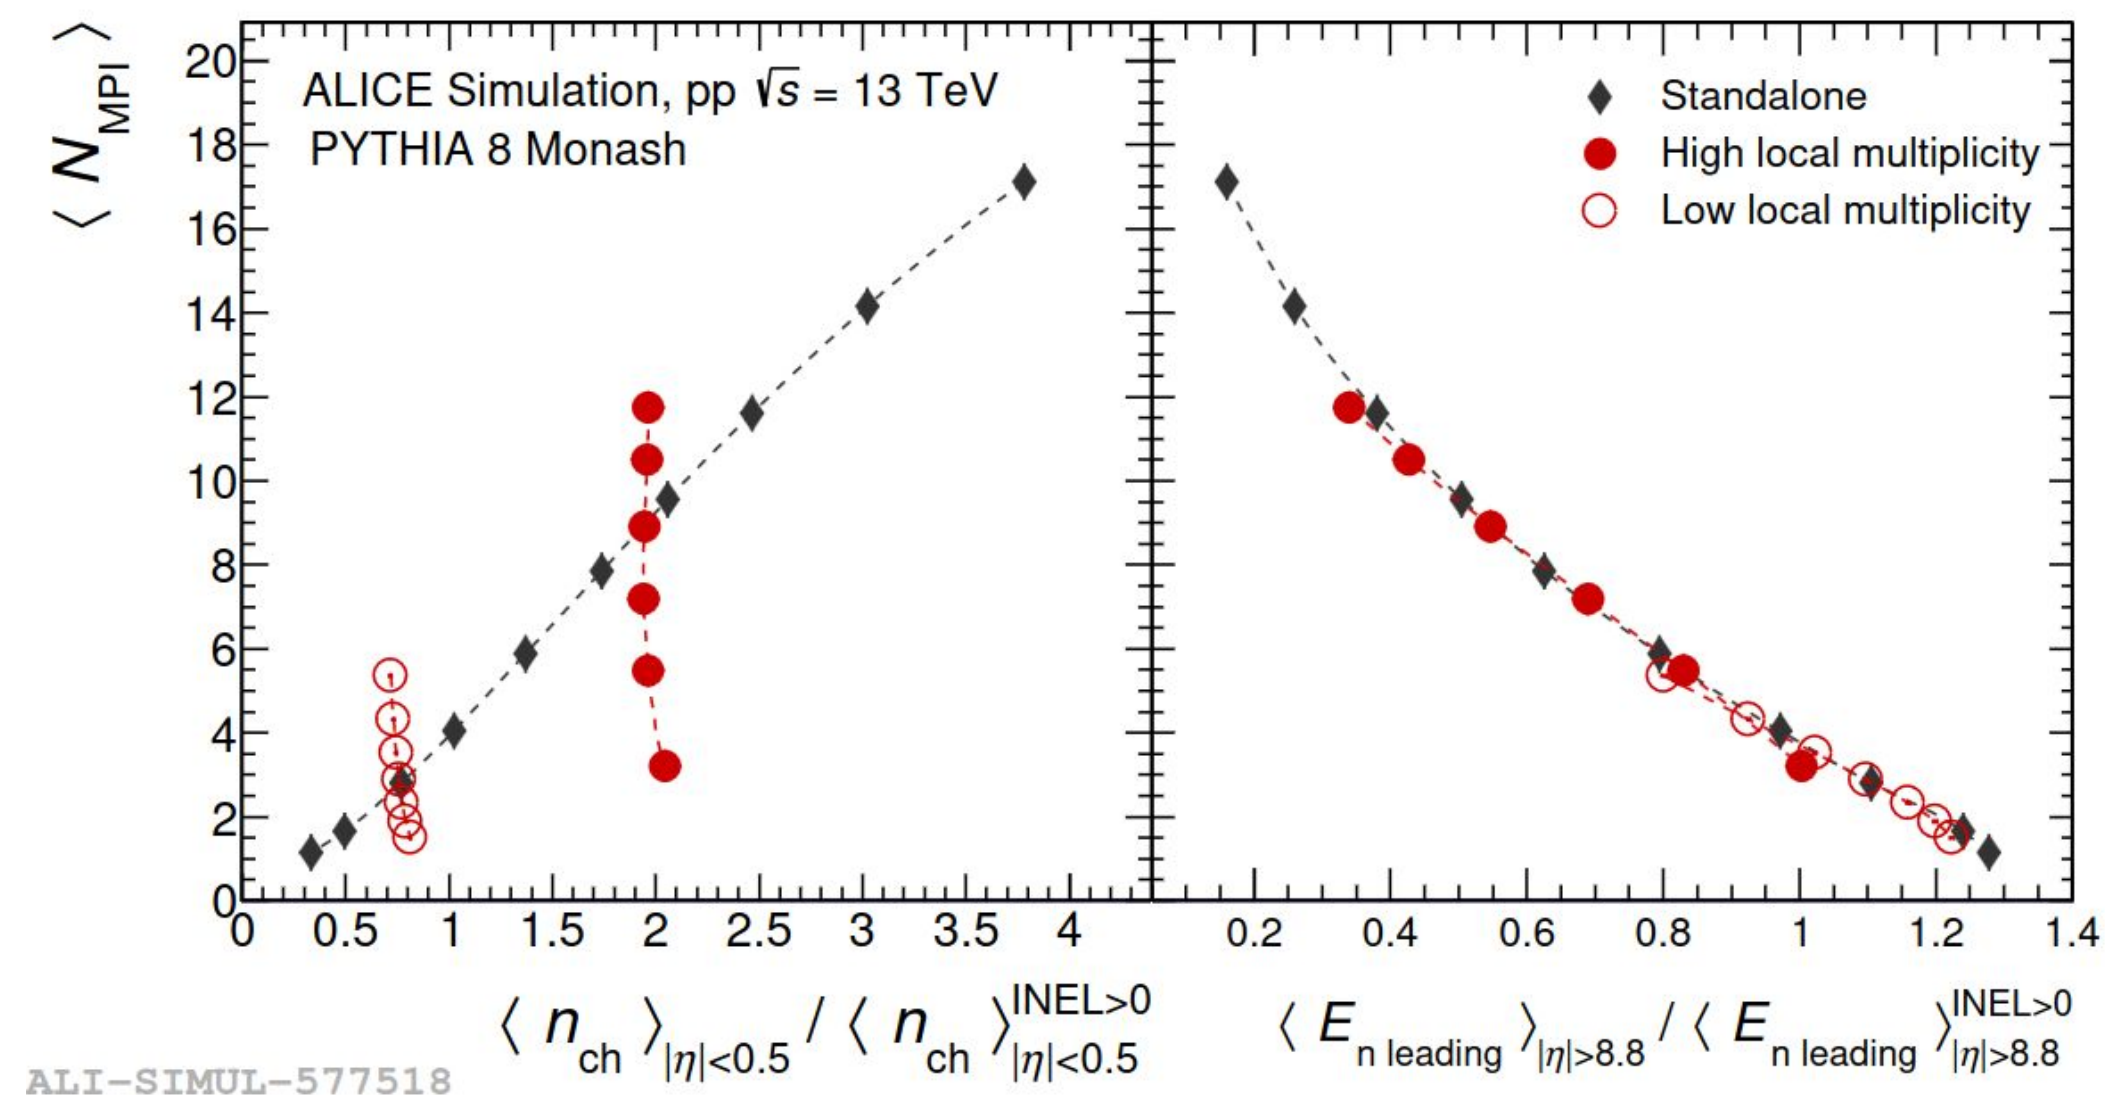 ⟨ N_MPI ⟩
20
18
16
14
12
10
8
6
4
2
0
ALICE Simulation, pp √s = 13 TeV
PYTHIA 8 Monash
Standalone
High local multiplicity
Low local multiplicity
0 0.5 1 1.5 2 2.5 3 3.5 4
0.2 0.4 0.6 0.8 1 1.2 1.4
⟨ n_ch ⟩_|η|<0.5 / ⟨ n_ch ⟩^INEL>0_|η|<0.5
⟨ E_n leading ⟩_|η|>8.8 / ⟨ E_n leading ⟩^INEL>0_|η|>8.8
ALI-SIMUL-577518